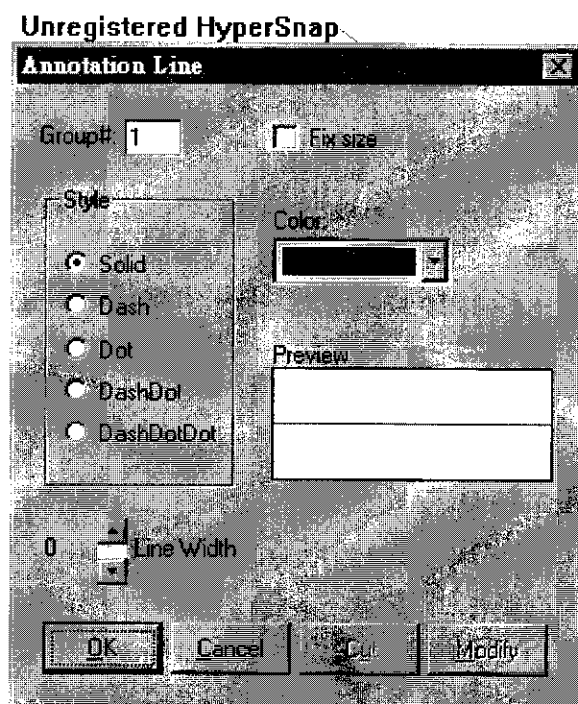 Unregistered HyperSnap
Annotation Line
Group#: 1
Fix size
Style
Color:
Solid
Dash
Dot
DashDot
DashDotDot
Preview
0 Line Width
OK Cancel Cut Modify